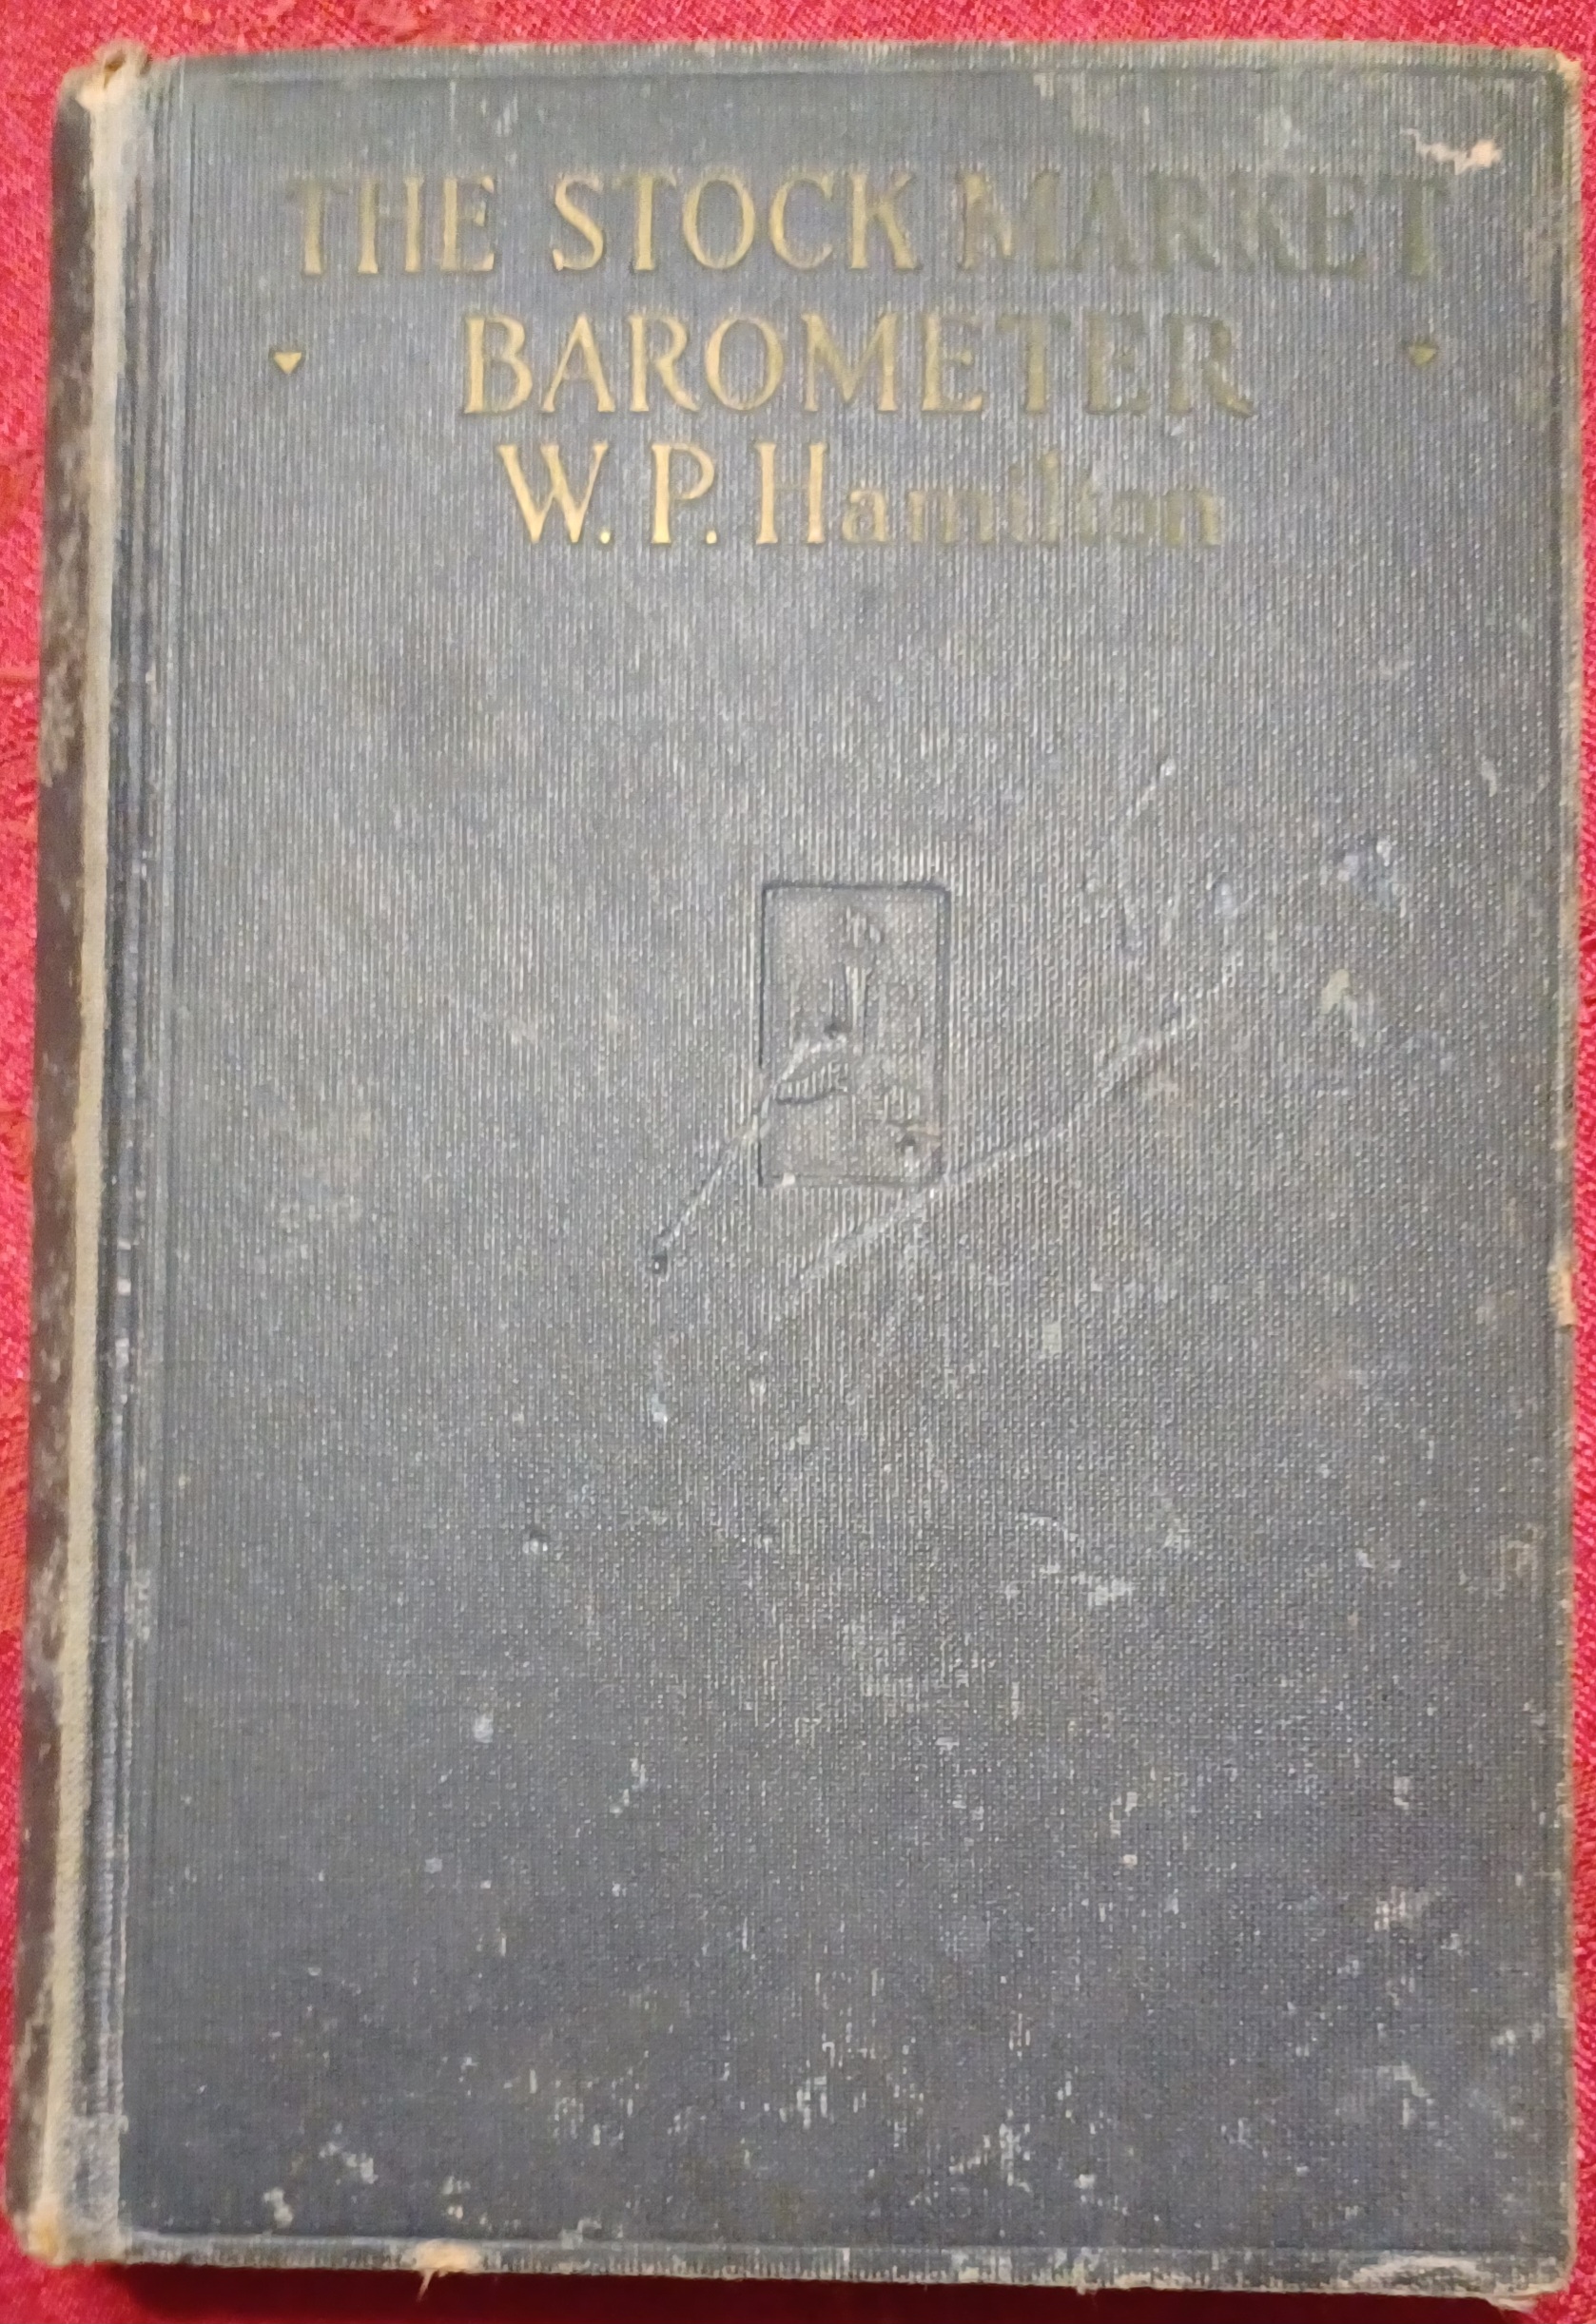 THE STOCK MARKET
BAROMETER
W. P. Hamilton